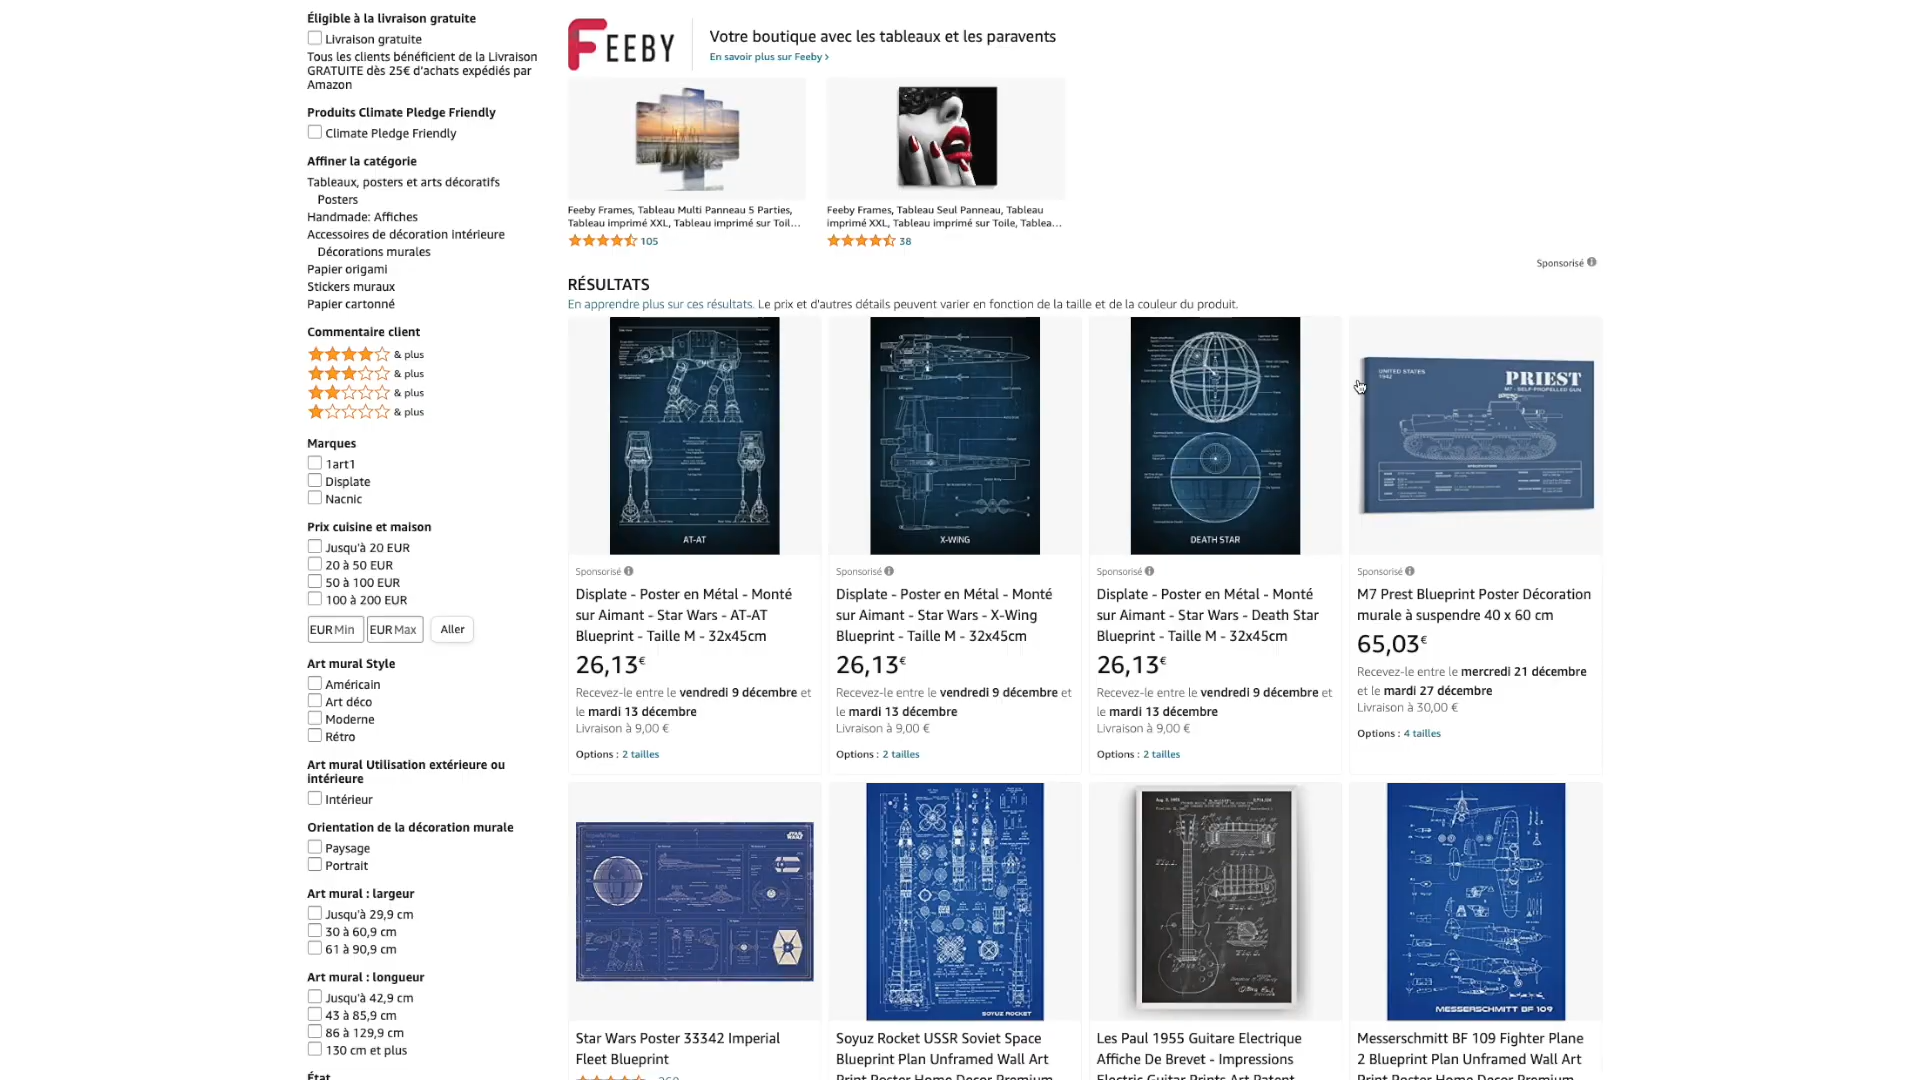 Éligible à la livraison gratuite
Livraison gratuite
Tous les clients bénéficient de la Livraison
GRATUITE dès 25€ d'achats expédiés par
Amazon
Produits Climate Pledge Friendly
Climate Pledge Friendly
Affiner la catégorie
Tableaux, posters et arts décoratifs
Posters
Handmade: Affiches
Accessoires de décoration intérieure
Décorations murales
Papier origami
Stickers muraux
Papier cartonné
Commentaire client
& plus
& plus
& plus
& plus
Marques
1art1
Displate
Nacnic
Prix cuisine et maison
Jusqu'à 20 EUR
20 à 50 EUR
50 à 100 EUR
100 à 200 EUR
EUR Min EUR Max Aller
Art mural Style
Américain
Art déco
Moderne
Rétro
Art mural Utilisation extérieure ou
intérieure
Intérieur
Orientation de la décoration murale
Paysage
Portrait
Art mural : largeur
Jusqu'à 29,9 cm
30 à 60,9 cm
61 à 90,9 cm
Art mural : longueur
Jusqu'à 42,9 cm
43 à 85,9 cm
86 à 129,9 cm
130 cm et plus
État
FEEBY
Votre boutique avec les tableaux et les paravents
En savoir plus sur Feeby ›
Feeby Frames, Tableau Multi Panneau 5 Parties,
Tableau imprimé XXL, Tableau imprimé sur Toil…
105
Feeby Frames, Tableau Seul Panneau, Tableau
imprimé XXL, Tableau imprimé sur Toile, Tablea…
38
Sponsorisé
RÉSULTATS
En apprendre plus sur ces résultats. Le prix et d'autres détails peuvent varier en fonction de la taille et de la couleur du produit.
AT-AT
Sponsorisé
Displate - Poster en Métal - Monté
sur Aimant - Star Wars - AT-AT
Blueprint - Taille M - 32x45cm
26,13€
Recevez-le entre le vendredi 9 décembre et
le mardi 13 décembre
Livraison à 9,00 €
Options : 2 tailles
X-WING
Sponsorisé
Displate - Poster en Métal - Monté
sur Aimant - Star Wars - X-Wing
Blueprint - Taille M - 32x45cm
26,13€
Recevez-le entre le vendredi 9 décembre et
le mardi 13 décembre
Livraison à 9,00 €
Options : 2 tailles
DEATH STAR
Sponsorisé
Displate - Poster en Métal - Monté
sur Aimant - Star Wars - Death Star
Blueprint - Taille M - 32x45cm
26,13€
Recevez-le entre le vendredi 9 décembre et
le mardi 13 décembre
Livraison à 9,00 €
Options : 2 tailles
UNITED STATES
1942
PRIEST
M7 - SELF-PROPELLED GUN
Sponsorisé
M7 Prest Blueprint Poster Décoration
murale à suspendre 40 x 60 cm
65,03€
Recevez-le entre le mercredi 21 décembre
et le mardi 27 décembre
Livraison à 30,00 €
Options : 4 tailles
STAR WARS
Star Wars Poster 33342 Imperial
Fleet Blueprint
SOYUZ ROCKET
Soyuz Rocket USSR Soviet Space
Blueprint Plan Unframed Wall Art
Print Poster Home Decor Premium
Les Paul 1955 Guitare Electrique
Affiche De Brevet - Impressions
Electric Guitar Prints Art Patent
MESSERSCHMITT BF 109
Messerschmitt BF 109 Fighter Plane
2 Blueprint Plan Unframed Wall Art
Print Poster Home Decor Premium